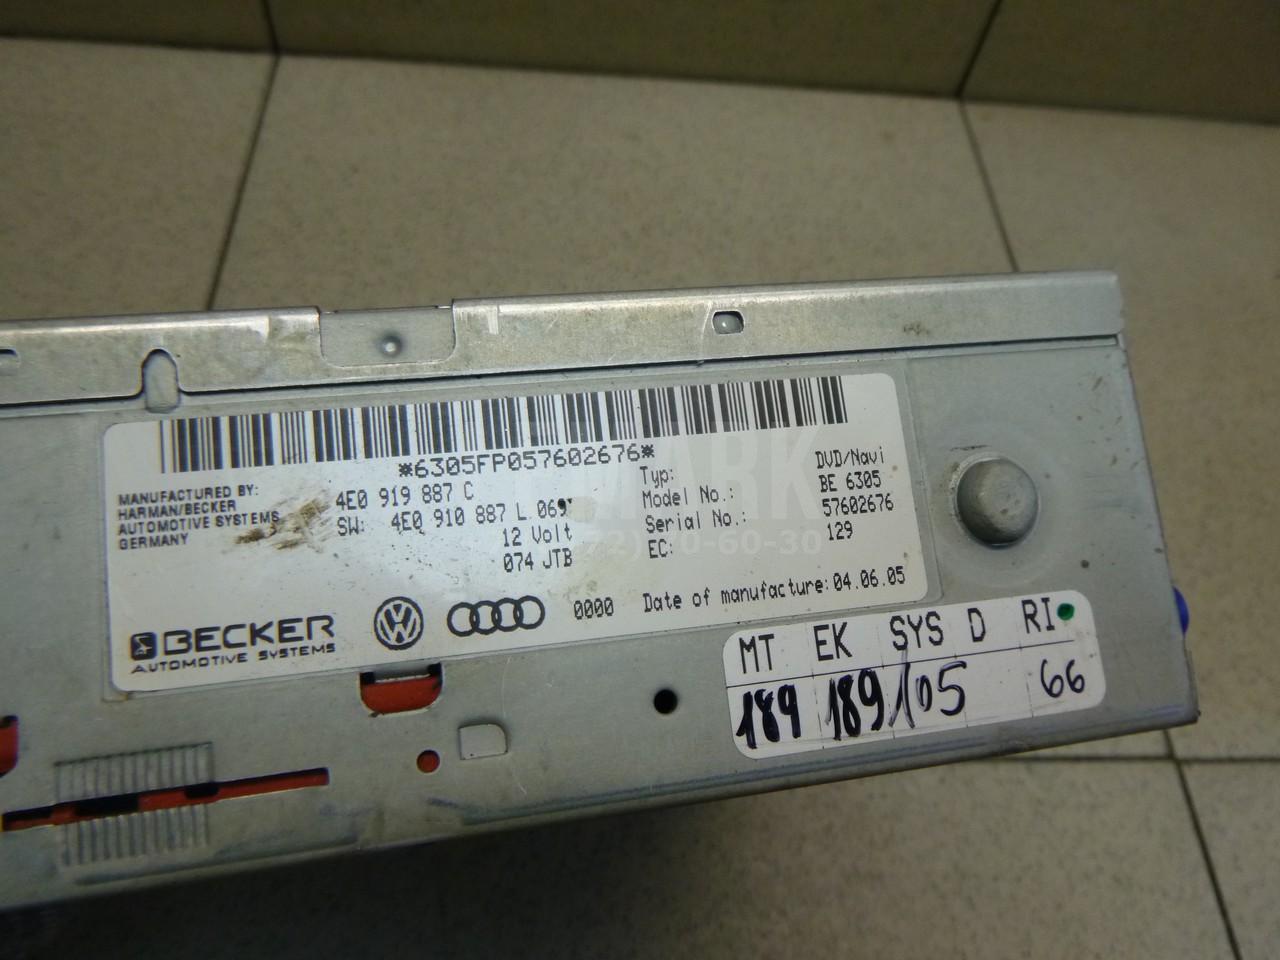 *6305FP057602676*
MANUFACTURED BY:
HARMAN/BECKER
AUTOMOTIVE SYSTEMS
GERMANY
4E0 919 887 C
SW: 4E0 910 887 L 069
12 Volt
074 JTB
Typ: DVD/Navi
Model No.: BE 6305
Serial No.: 57602676
EC: 129
BECKER
AUTOMOTIVE SYSTEMS
0000
Date of manufacture: 04.06.05
MT EK SYS D RI
189 189 105 66